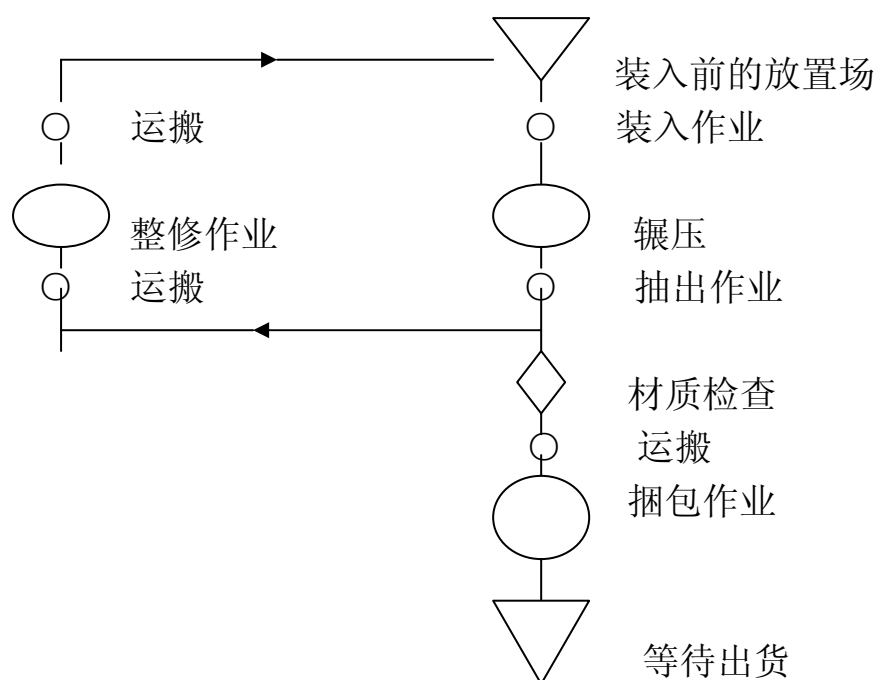 装入前的放置场
运搬
装入作业
整修作业
辗压
运搬
抽出作业
材质检查
运搬
捆包作业
等待出货